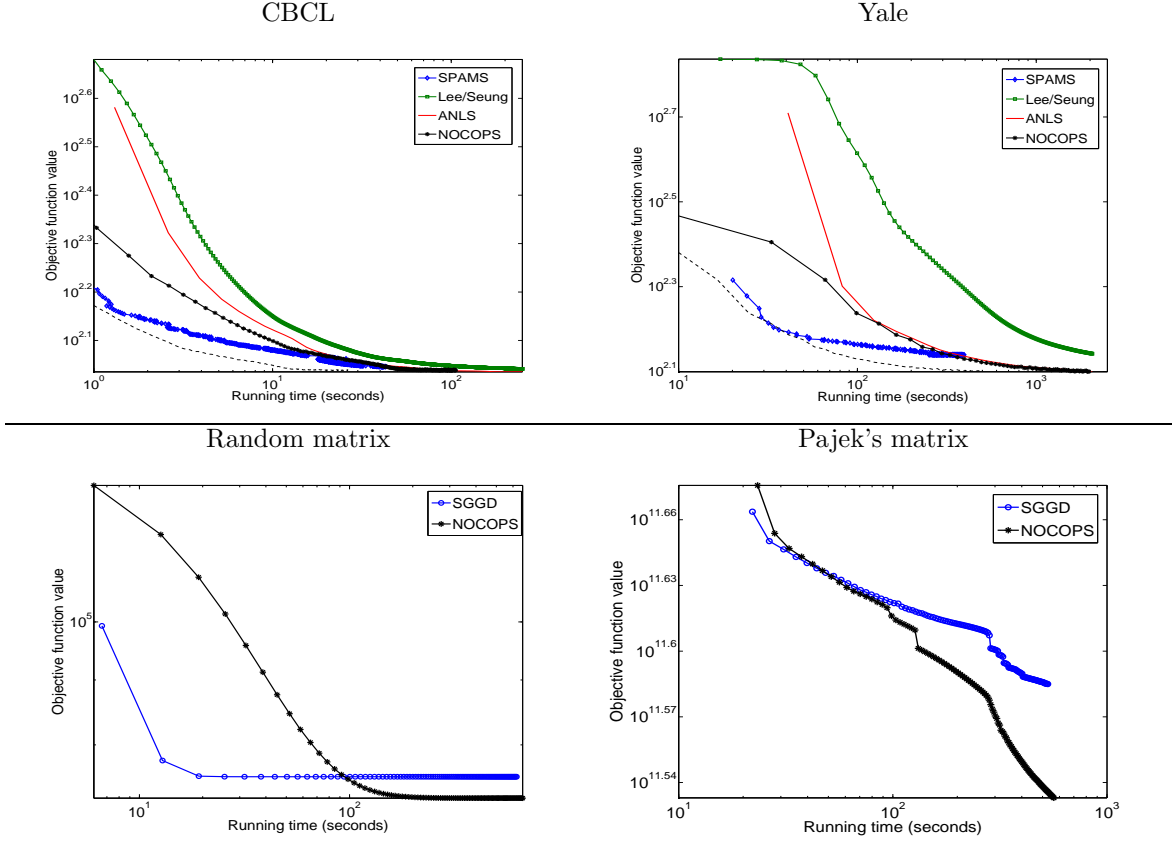 CBCL
Yale
SPAMS
Lee/Seung
ANLS
NOCOPS
10^2.6
10^2.5
10^2.4
10^2.3
10^2.2
10^2.1
Objective function value
10^0
10^1
10^2
Running time (seconds)
SPAMS
Lee/Seung
ANLS
NOCOPS
10^2.7
10^2.5
10^2.3
10^2.1
Objective function value
10^1
10^2
10^3
Running time (seconds)
Random matrix
Pajek's matrix
SGGD
NOCOPS
10^5
Objective function value
10^1
10^2
Running time (seconds)
SGGD
NOCOPS
10^11.66
10^11.63
10^11.6
10^11.57
10^11.54
Objective function value
10^1
10^2
10^3
Running time (seconds)